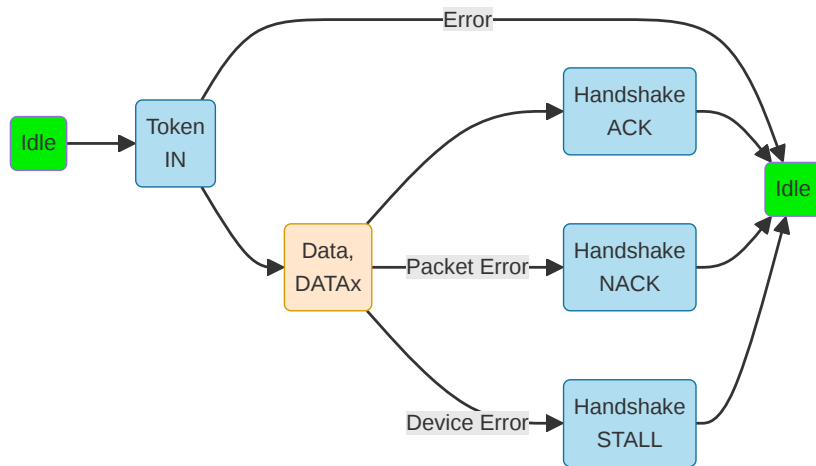 Error
Idle
Token
IN
Data,
DATAx
Packet Error
Device Error
Handshake
ACK
Handshake
NACK
Handshake
STALL
Idle